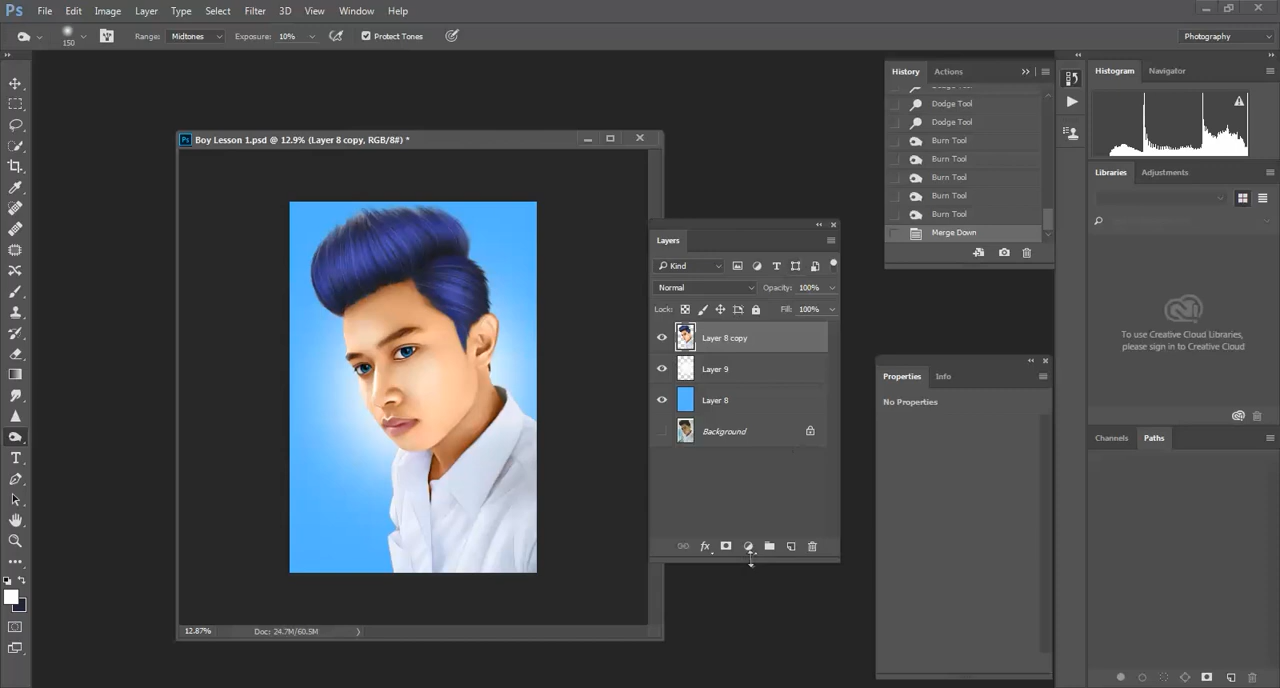 Ps File Edit Image Layer Type Select Filter 3D View Window Help
150 Range: Midtones Exposure: 10% Protect Tones Photography
Boy Lesson 1.psd @ 12.9% (Layer 8 copy, RGB/8#) *
12.87% Doc: 24.7M/60.5M
Layers
Kind
Normal Opacity: 100%
Lock: Fill: 100%
Layer 8 copy
Layer 9
Layer 8
Background
fx
History Actions
Dodge Tool
Dodge Tool
Dodge Tool
Burn Tool
Burn Tool
Burn Tool
Burn Tool
Burn Tool
Merge Down
Properties Info
No Properties
Histogram Navigator
Libraries Adjustments
To use Creative Cloud Libraries,
please sign in to Creative Cloud
Channels Paths